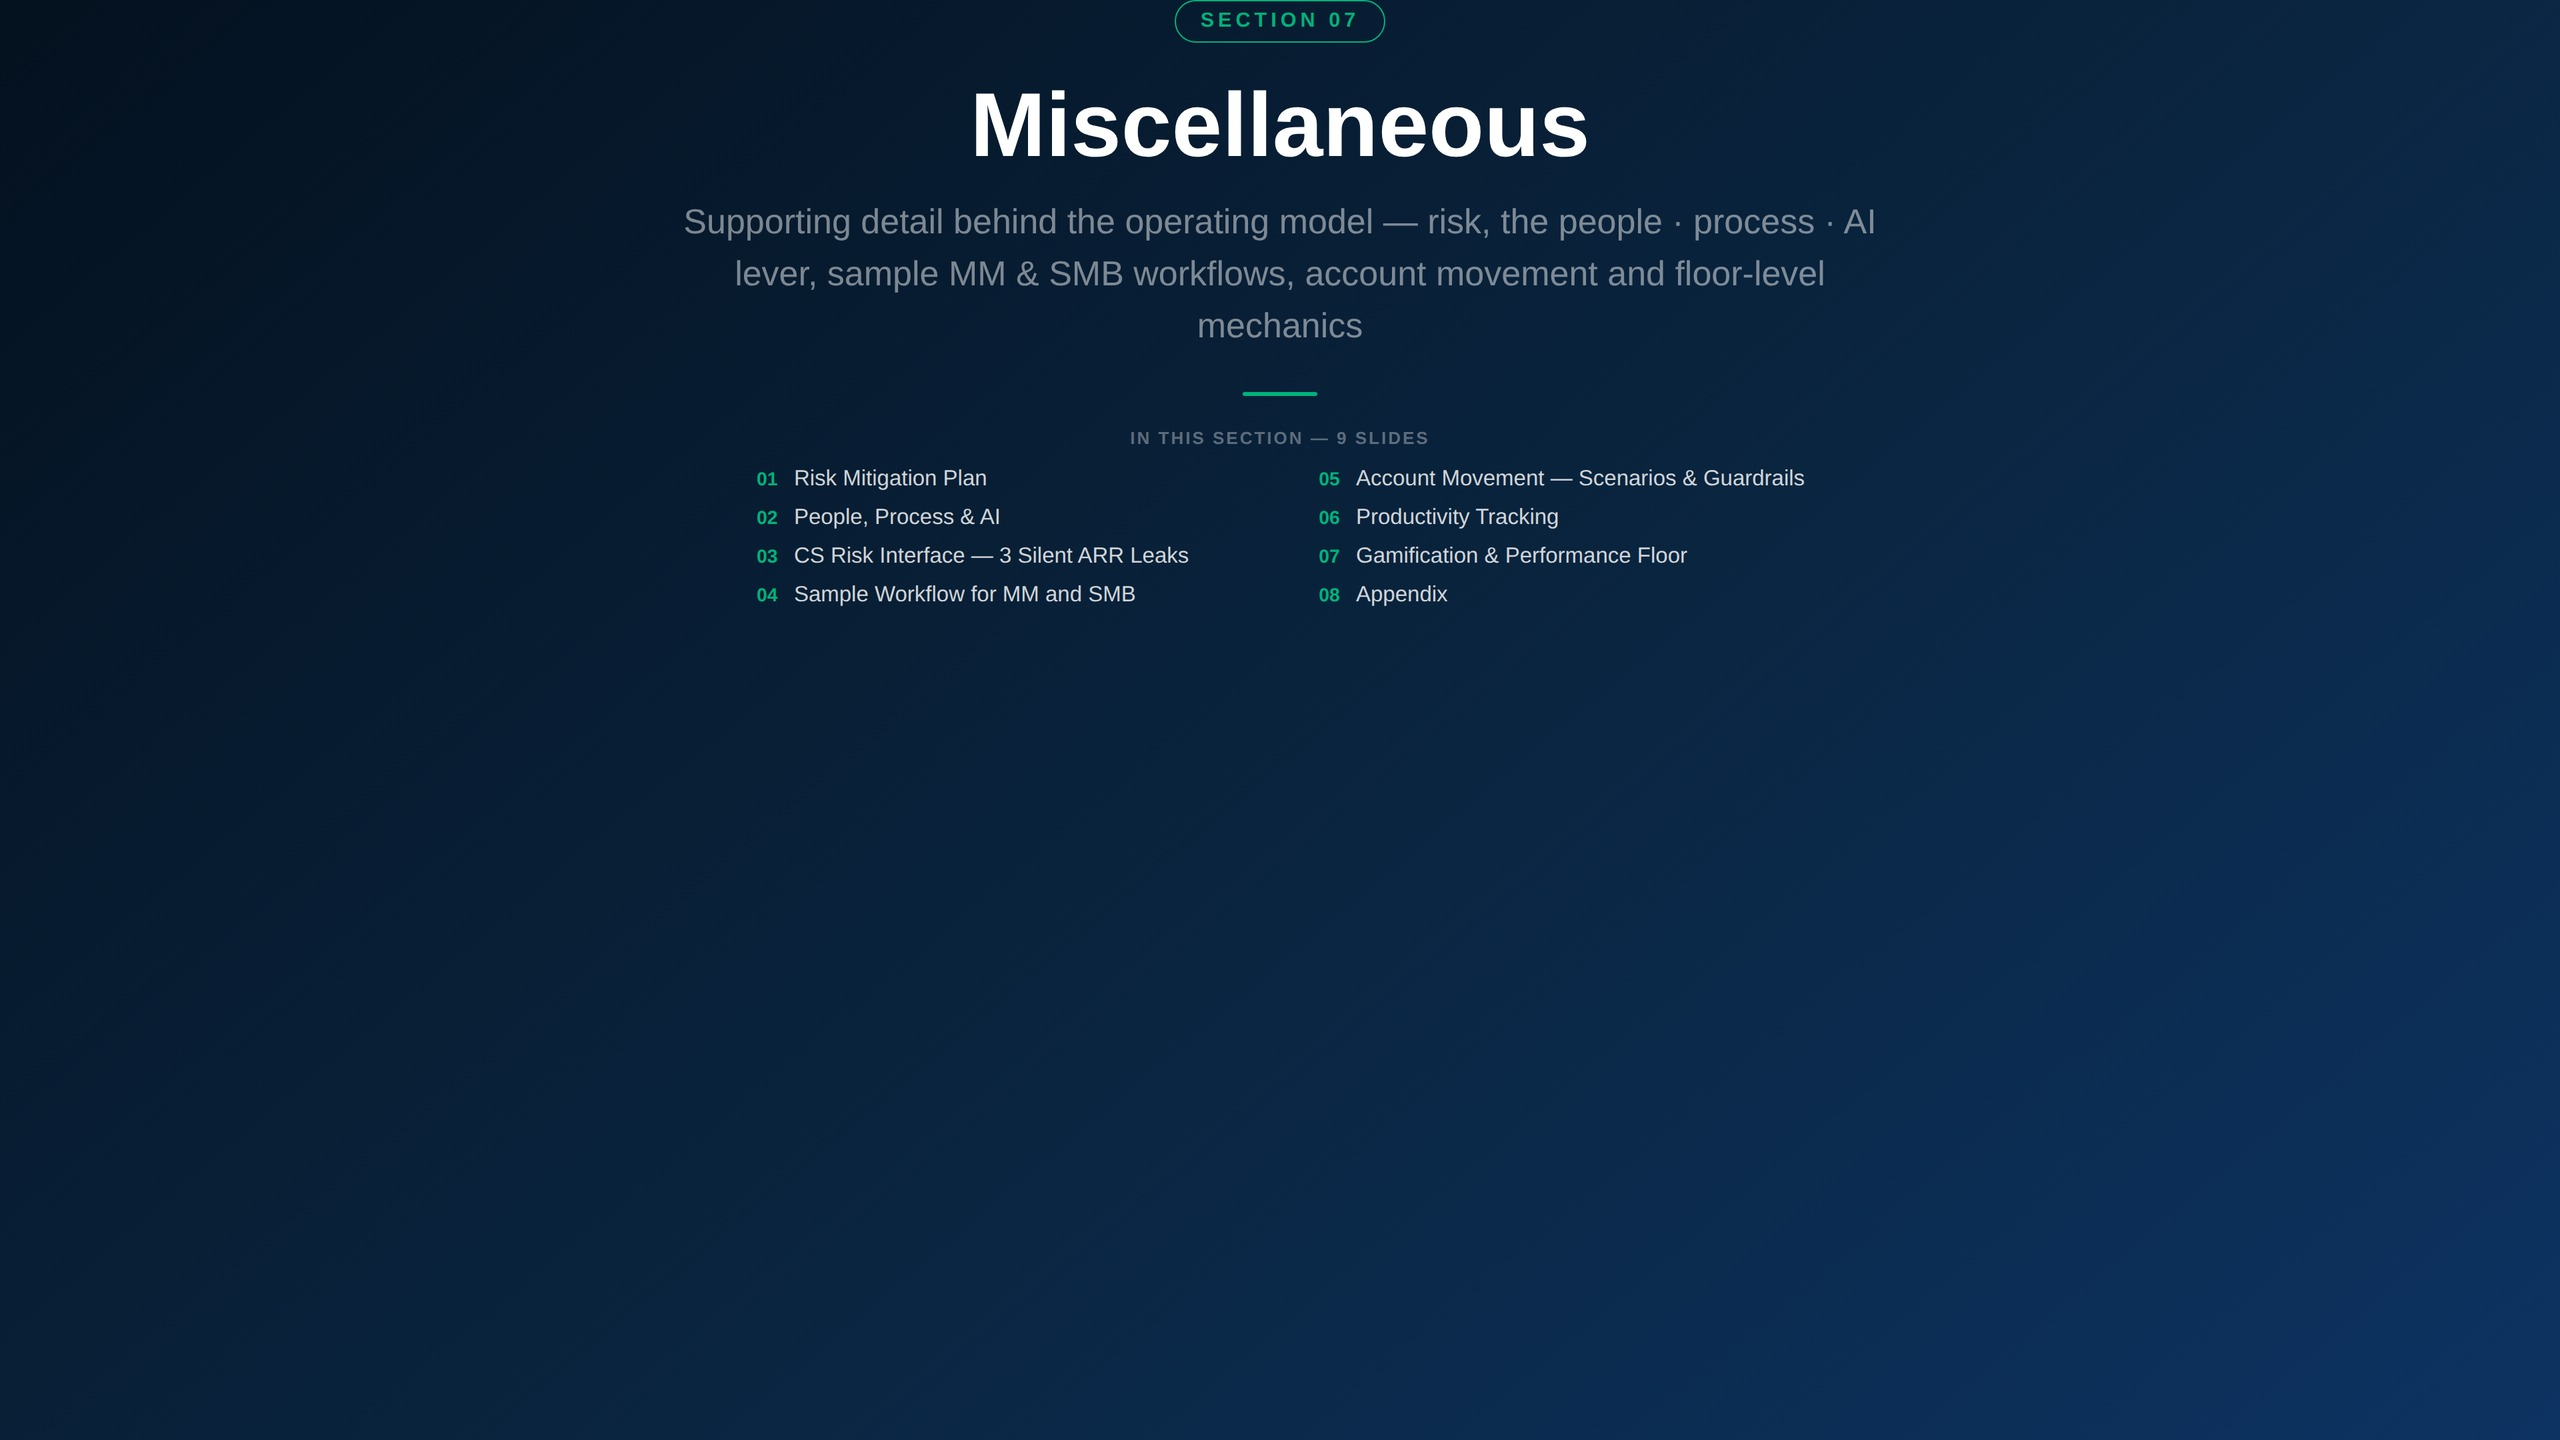 SECTION 07
Miscellaneous
Supporting detail behind the operating model — risk, the people · process · AI
lever, sample MM & SMB workflows, account movement and floor-level
mechanics
IN THIS SECTION — 9 SLIDES
01 Risk Mitigation Plan
02 People, Process & AI
03 CS Risk Interface — 3 Silent ARR Leaks
04 Sample Workflow for MM and SMB
05 Account Movement — Scenarios & Guardrails
06 Productivity Tracking
07 Gamification & Performance Floor
08 Appendix